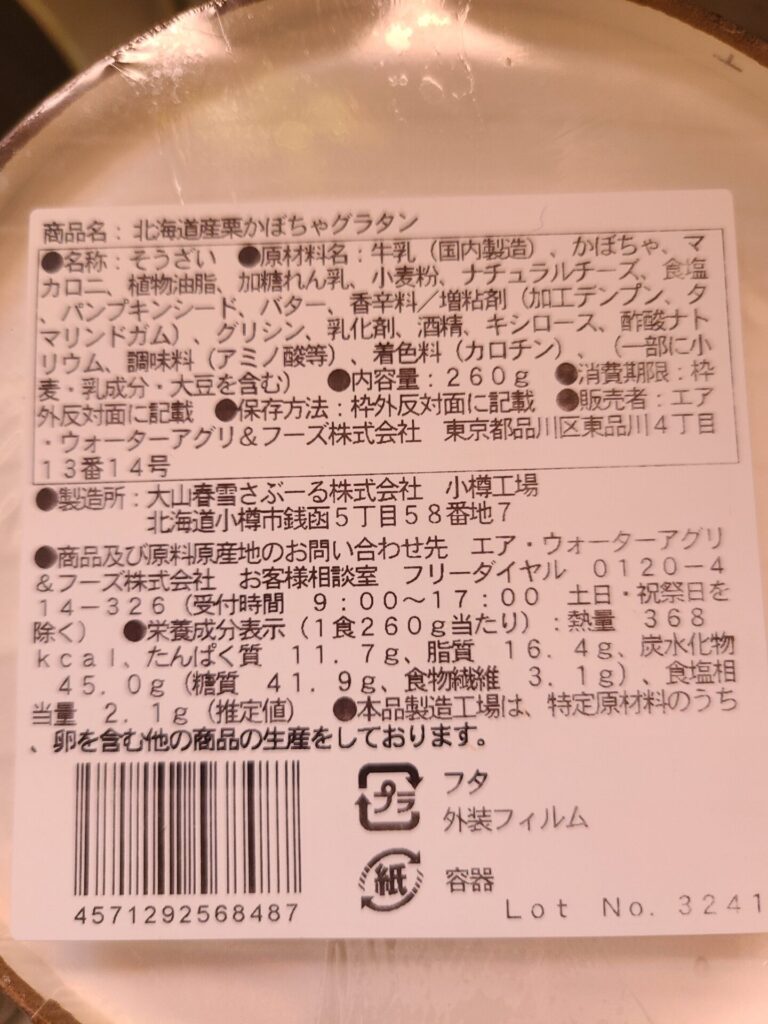 商品名：北海道産栗かぼちゃグラタン
●名称：そうざい　●原材料名：牛乳（国内製造）、かぼちゃ、マ
カロニ、植物油脂、加糖れん乳、小麦粉、ナチュラルチーズ、食塩
、パンプキンシード、バター、香辛料／増粘剤（加工デンプン、タ
マリンドガム）、グリシン、乳化剤、酒精、キシロース、酢酸ナト
リウム、調味料（アミノ酸等）、着色料（カロチン）、（一部に小
麦・乳成分・大豆を含む）　●内容量：２６０ｇ　●消費期限：枠
外反対面に記載　●保存方法：枠外反対面に記載　●販売者：エア
・ウォーターアグリ＆フーズ株式会社　東京都品川区東品川４丁目
１３番１４号
●製造所：大山春雪さぶーる株式会社　小樽工場
北海道小樽市銭函５丁目５８番地７
●商品及び原料原産地のお問い合わせ先　エア・ウォーターアグリ
＆フーズ株式会社　お客様相談室　フリーダイヤル　０１２０－４
１４－３２６（受付時間　９：００～１７：００　土日・祝祭日を
除く）　●栄養成分表示（１食２６０ｇ当たり）：熱量　３６８
ｋｃａｌ、たんぱく質　１１．７ｇ、脂質　１６．４ｇ、炭水化物
４５．０ｇ（糖質　４１．９ｇ、食物繊維　３．１ｇ）、食塩相
当量　２．１ｇ（推定値）　●本品製造工場は、特定原材料のうち
、卵を含む他の商品の生産をしております。
プラ
フタ
外装フィルム
紙
容器
4571292568487
Lot No. 3241